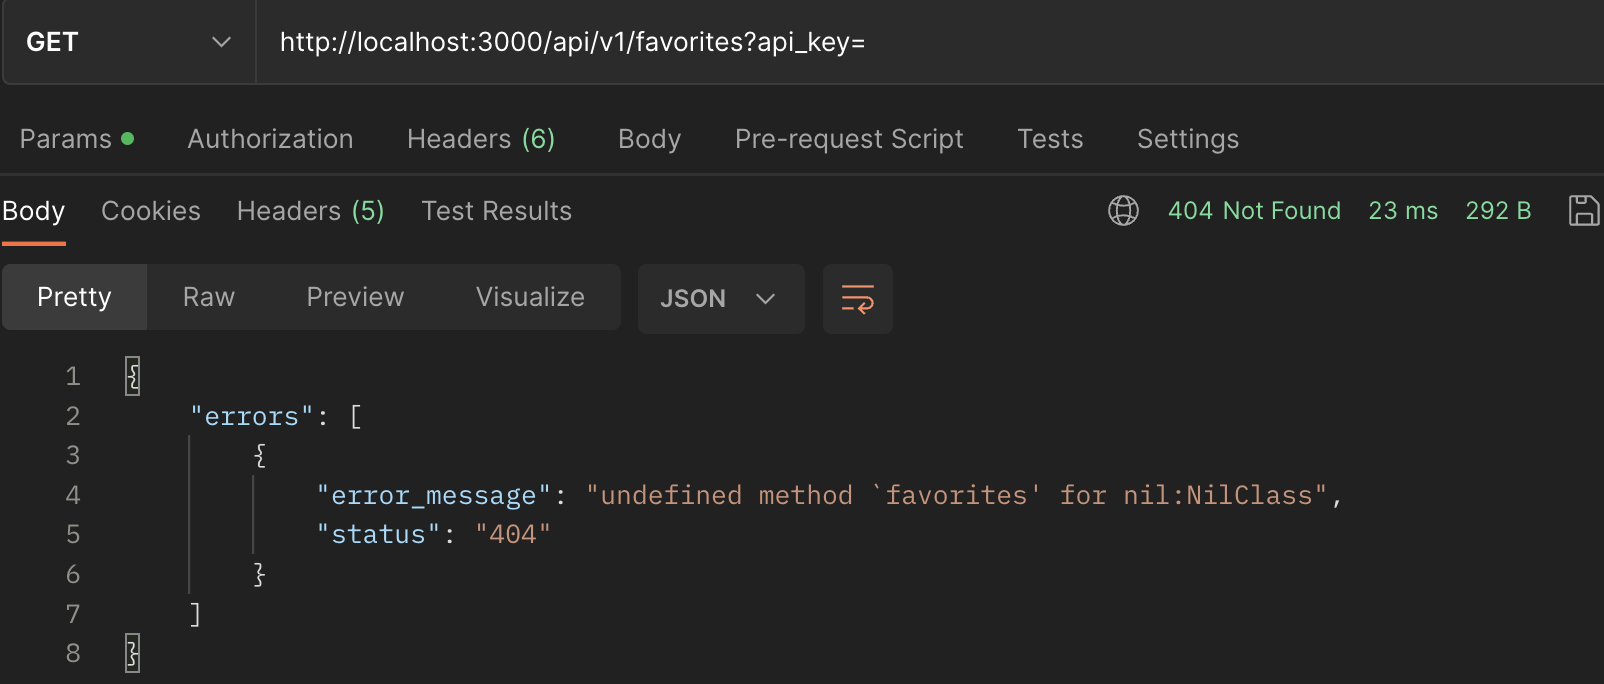 GET http://localhost:3000/api/v1/favorites?api_key=
Params Authorization Headers (6) Body Pre-request Script Tests Settings
Body Cookies Headers (5) Test Results 404 Not Found 23 ms 292 B
Pretty Raw Preview Visualize JSON
1 {
2 "errors": [
3 {
4 "error_message": "undefined method `favorites' for nil:NilClass",
5 "status": "404"
6 }
7 ]
8 }